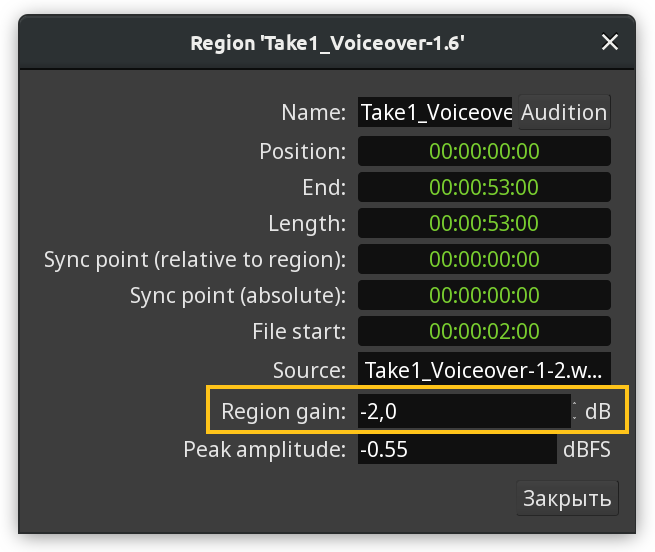 Region 'Take1_Voiceover-1.6'
Name: Take1_Voiceove Audition
Position: 00:00:00:00
End: 00:00:53:00
Length: 00:00:53:00
Sync point (relative to region): 00:00:00:00
Sync point (absolute): 00:00:00:00
File start: 00:00:02:00
Source: Take1_Voiceover-1-2.w...
Region gain: -2,0 dB
Peak amplitude: -0.55 dBFS
Закрыть